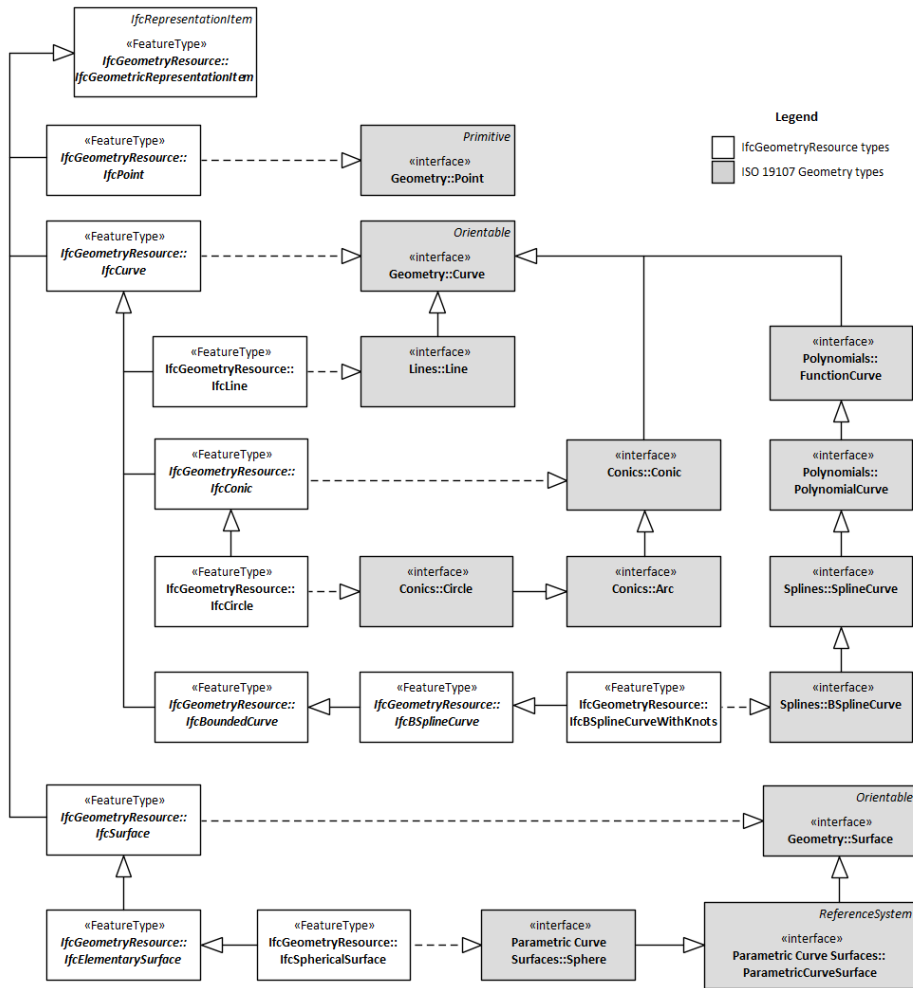 IfcRepresentationItem
«FeatureType»
IfcGeometryResource::
IfcGeometricRepresentationItem
«FeatureType»
IfcGeometryResource::
IfcPoint
Primitive
«interface»
Geometry::Point
Legend
IfcGeometryResource types
ISO 19107 Geometry types
«FeatureType»
IfcGeometryResource::
IfcCurve
Orientable
«interface»
Geometry::Curve
«FeatureType»
IfcGeometryResource::
IfcLine
«interface»
Lines::Line
«interface»
Polynomials::
FunctionCurve
«FeatureType»
IfcGeometryResource::
IfcConic
«interface»
Conics::Conic
«interface»
Polynomials::
PolynomialCurve
«FeatureType»
IfcGeometryResource::
IfcCircle
«interface»
Conics::Circle
«interface»
Conics::Arc
«interface»
Splines::SplineCurve
«FeatureType»
IfcGeometryResource::
IfcBoundedCurve
«FeatureType»
IfcGeometryResource::
IfcBSplineCurve
«FeatureType»
IfcGeometryResource::
IfcBSplineCurveWithKnots
«interface»
Splines::BSplineCurve
«FeatureType»
IfcGeometryResource::
IfcSurface
Orientable
«interface»
Geometry::Surface
«FeatureType»
IfcGeometryResource::
IfcElementarySurface
«FeatureType»
IfcGeometryResource::
IfcSphericalSurface
«interface»
Parametric Curve
Surfaces::Sphere
ReferenceSystem
«interface»
Parametric Curve Surfaces::
ParametricCurveSurface